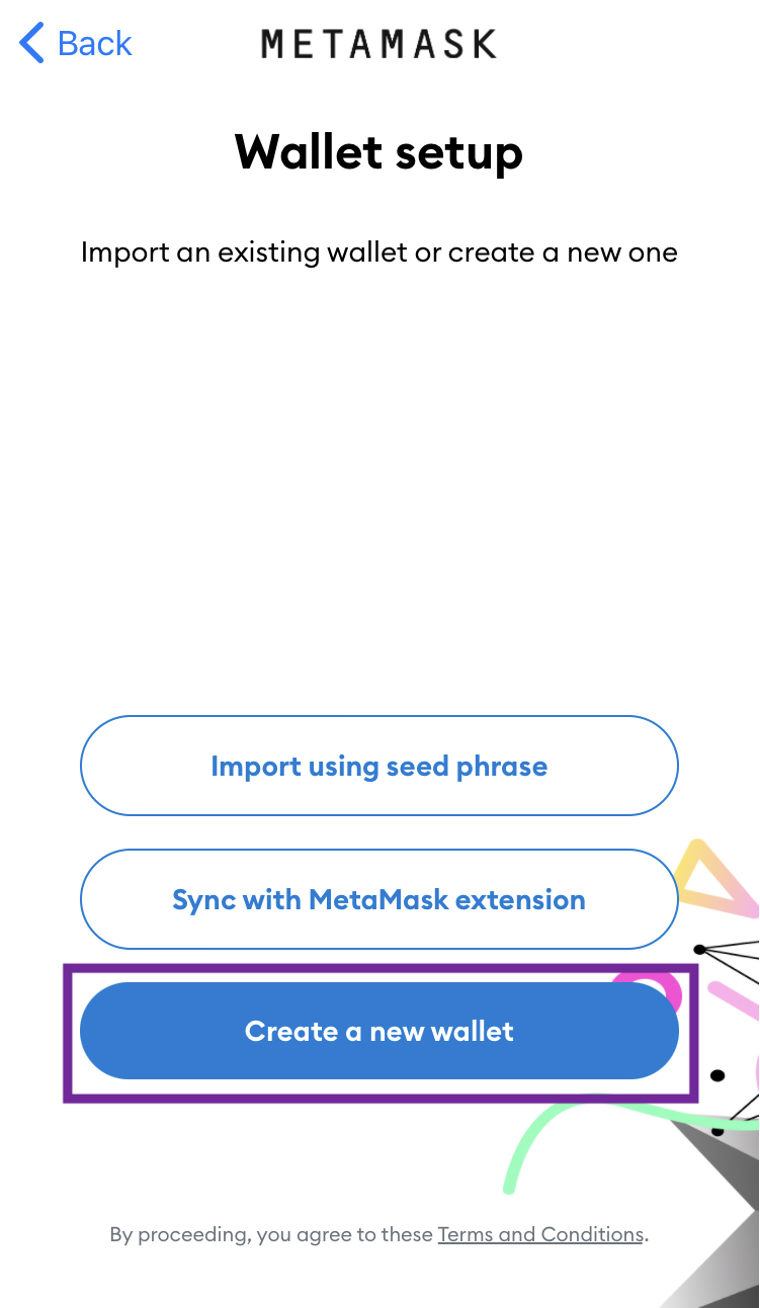 Back
METAMASK
Wallet setup
Import an existing wallet or create a new one
Import using seed phrase
Sync with MetaMask extension
Create a new wallet
By proceeding, you agree to these Terms and Conditions.